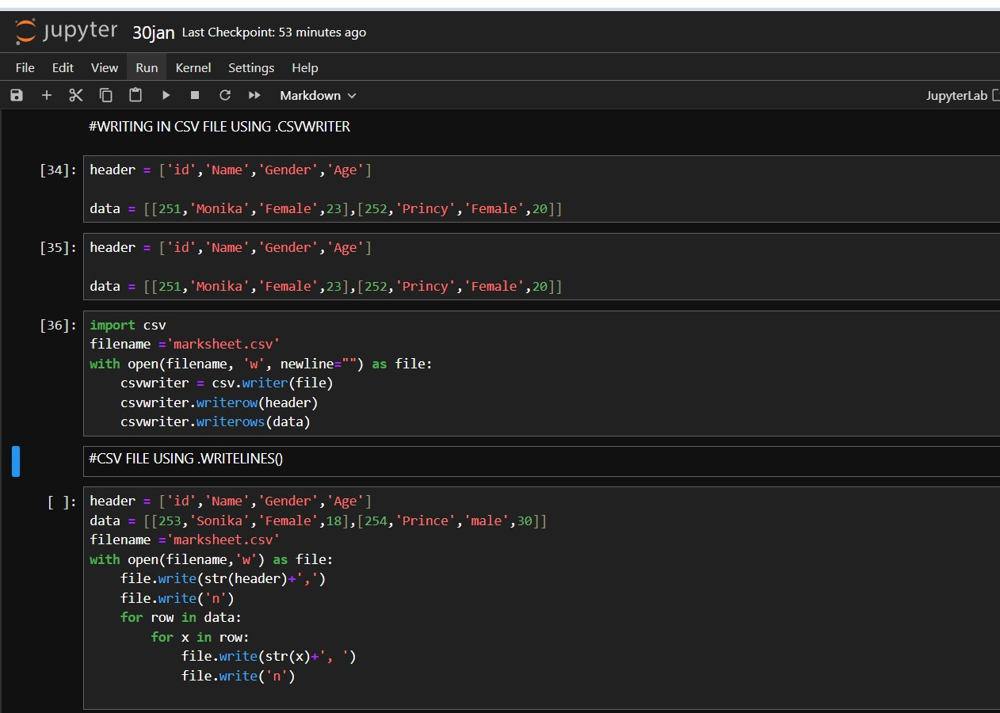 jupyter 30jan Last Checkpoint: 53 minutes ago
File Edit View Run Kernel Settings Help
Markdown JupyterLab
#WRITING IN CSV FILE USING .CSVWRITER
[34]: header = ['id','Name','Gender','Age']
data = [[251,'Monika','Female',23],[252,'Princy','Female',20]]
[35]: header = ['id','Name','Gender','Age']
data = [[251,'Monika','Female',23],[252,'Princy','Female',20]]
[36]: import csv
filename ='marksheet.csv'
with open(filename, 'w', newline="") as file:
    csvwriter = csv.writer(file)
    csvwriter.writerow(header)
    csvwriter.writerows(data)
#CSV FILE USING .WRITELINES()
[ ]: header = ['id','Name','Gender','Age']
data = [[253,'Sonika','Female',18],[254,'Prince','male',30]]
filename ='marksheet.csv'
with open(filename,'w') as file:
    file.write(str(header)+',')
    file.write('n')
    for row in data:
        for x in row:
            file.write(str(x)+', ')
            file.write('n')